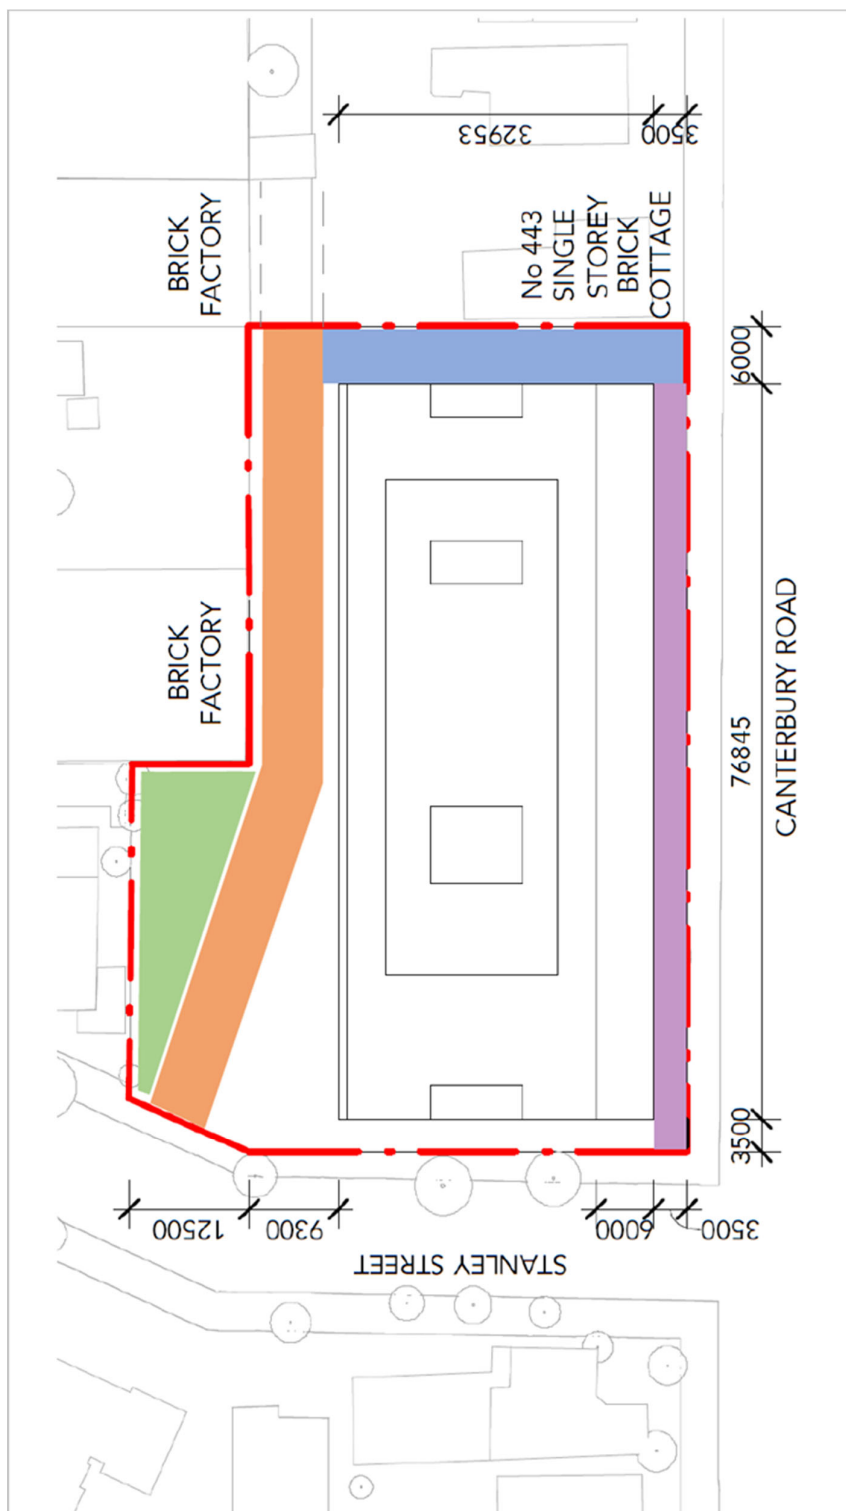 32953
3500
BRICK
FACTORY
No 443
SINGLE
STOREY
BRICK
COTTAGE
6000
BRICK
FACTORY
76845
CANTERBURY ROAD
3500
12500
9300
6000
3500
STANLEY STREET